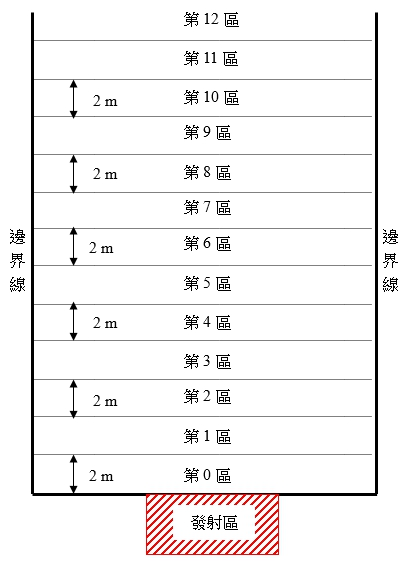 第 12 區
第 11 區
2 m 第 10 區
第 9 區
2 m 第 8 區
第 7 區
邊界線
2 m 第 6 區
邊界線
第 5 區
2 m 第 4 區
第 3 區
2 m 第 2 區
第 1 區
2 m 第 0 區
發射區